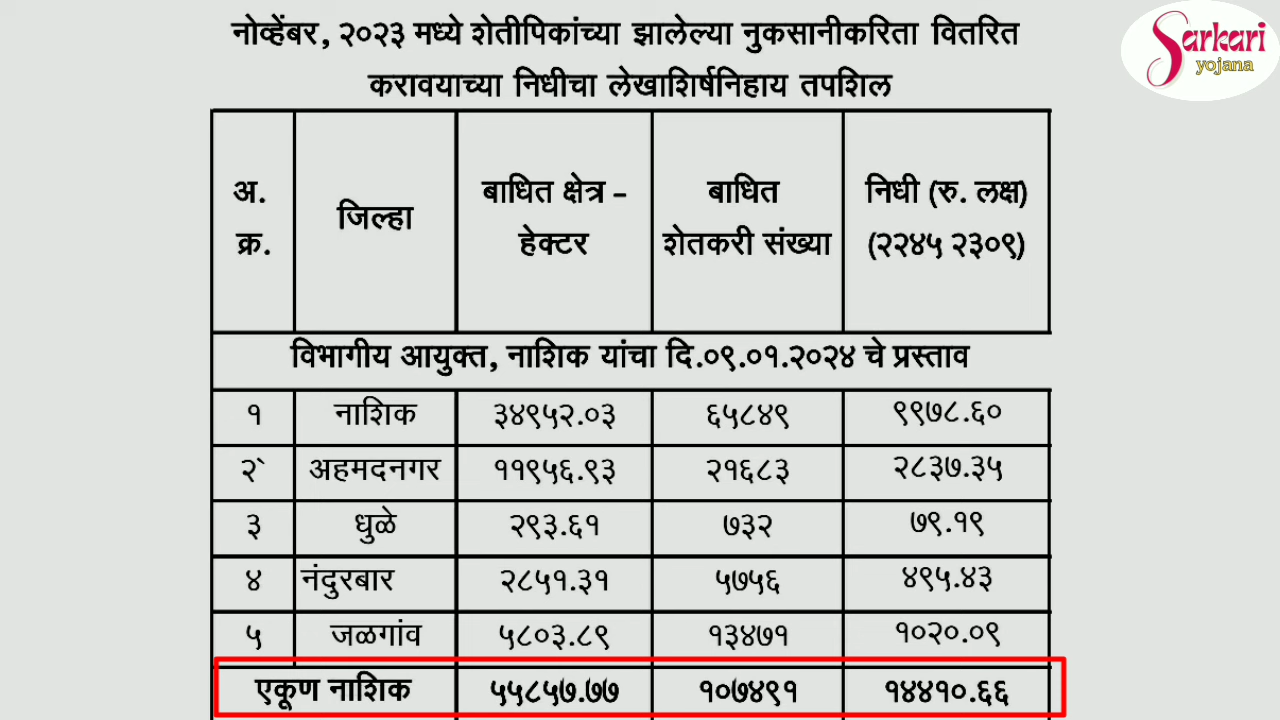 नोव्हेंबर, २०२३ मध्ये शेतीपिकांच्या झालेल्या नुकसानीकरिता वितरित
करावयाच्या निधीचा लेखाशिर्षनिहाय तपशिल
Sarkari
yojana
अ. क्र. जिल्हा बाधित क्षेत्र – हेक्टर बाधित शेतकरी संख्या निधी (रु. लक्ष) (२२४५ २३०९)
विभागीय आयुक्त, नाशिक यांचा दि.०९.०१.२०२४ चे प्रस्ताव
१ नाशिक ३४९५२.०३ ६५८४९ ९९७८.६०
२` अहमदनगर ११९५६.९३ २१६८३ २८३७.३५
३ धुळे २९३.६१ ७३२ ७९.१९
४ नंदुरबार २८५१.३१ ५७५६ ४९५.४३
५ जळगांव ५८०३.८९ १३४७१ १०२०.०९
एकूण नाशिक ५५८५७.७७ १०७४९१ १४४१०.६६